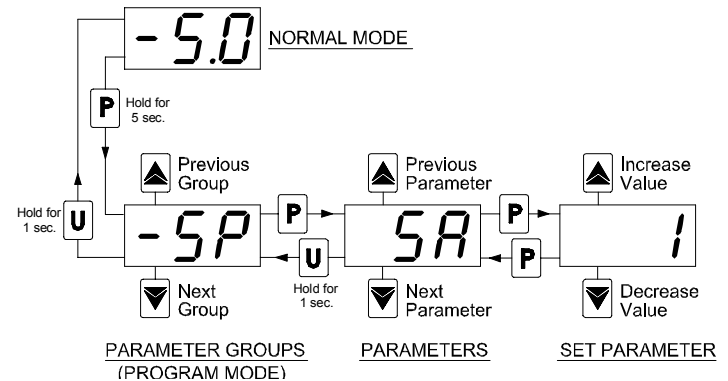 -5.0
NORMAL MODE
P
Hold for
5 sec.
Previous
Group
Previous
Parameter
Increase
Value
Hold for
1 sec.
U
-SP
P
U
Hold for
1 sec.
SA
P
P
1
Next
Group
Next
Parameter
Decrease
Value
PARAMETER GROUPS
(PROGRAM MODE)
PARAMETERS
SET PARAMETER